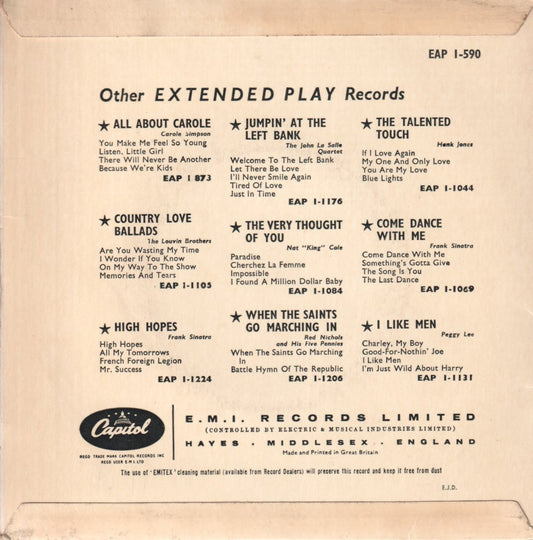 EAP 1-590
Other EXTENDED PLAY Records
★ ALL ABOUT CAROLE
Carole Simpson
You Make Me Feel So Young
Listen, Little Girl
There Will Never Be Another
Because We're Kids
EAP 1 873
★ JUMPIN' AT THE
LEFT BANK
The John La Salle
Quartet
Welcome To The Left Bank
Let There Be Love
I'll Never Smile Again
Tired Of Love
Just In Time
EAP 1-1176
★ THE TALENTED
TOUCH
Hank Jones
If I Love Again
My One And Only Love
You Are My Love
Blue Lights
EAP 1-1044
★ COUNTRY LOVE
BALLADS
The Louvin Brothers
Are You Wasting My Time
I Wonder If You Know
On My Way To The Show
Memories And Tears
EAP 1-1105
★ THE VERY THOUGHT
OF YOU
Nat "King" Cole
Paradise
Cherchez La Femme
Impossible
I Found A Million Dollar Baby
EAP 1-1084
★ COME DANCE
WITH ME
Frank Sinatra
Come Dance With Me
Something's Gotta Give
The Song Is You
The Last Dance
EAP 1-1069
★ HIGH HOPES
Frank Sinatra
High Hopes
All My Tomorrows
French Foreign Legion
Mr. Success
EAP 1-1224
★ WHEN THE SAINTS
GO MARCHING IN
Red Nichols
and His Five Pennies
When The Saints Go Marching
In
Battle Hymn Of The Republic
EAP 1-1206
★ I LIKE MEN
Peggy Lee
Charley, My Boy
Good-For-Nothin' Joe
I Like Men
I'm Just Wild About Harry
EAP 1-1131
Capitol
REGD TRADE MARK CAPITOL RECORDS INC
REGD USER E.M.I. LTD
E.M.I. RECORDS LIMITED
(CONTROLLED BY ELECTRIC & MUSICAL INDUSTRIES LIMITED)
HAYES . MIDDLESEX . ENGLAND
Made and Printed in Great Britain
The use of 'EMITEX' cleaning material (available from Record Dealers) will preserve this record and keep it free from dust
E.J.D.